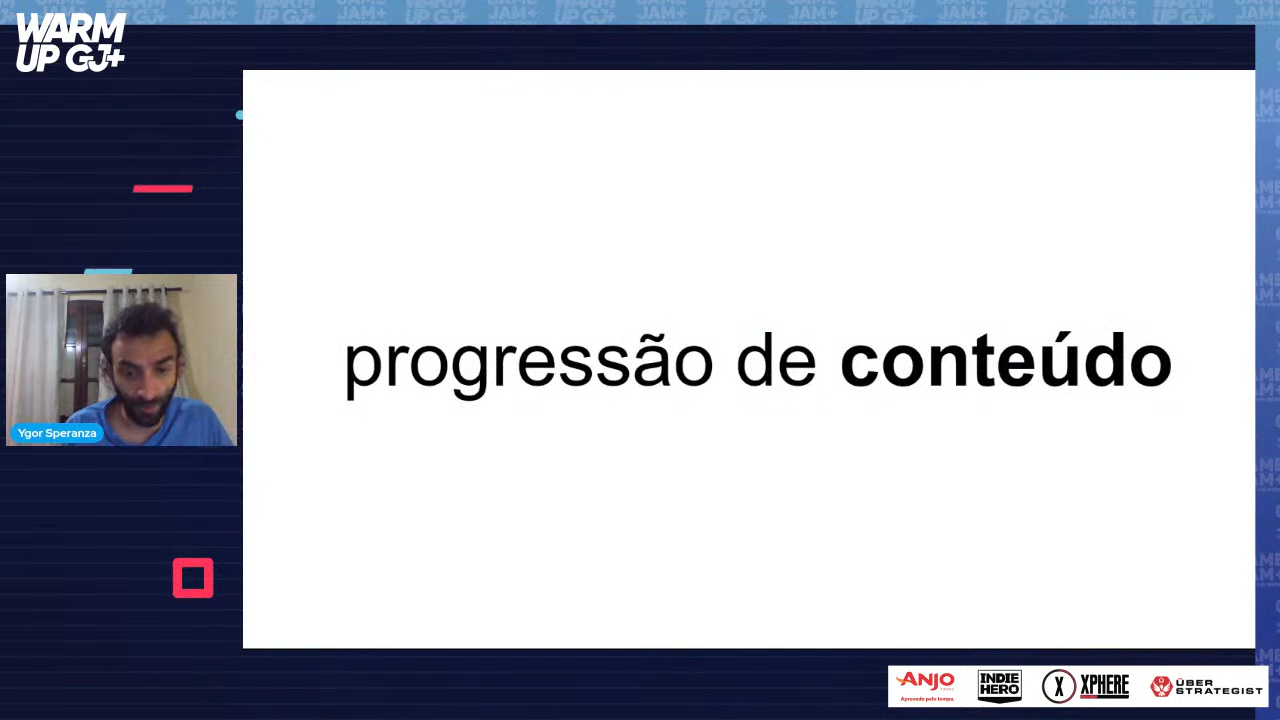 WARM
UP GJ+
progressão de conteúdo
Ygor Speranza
ANJO
Aprovado pelo tempo.
INDIE
HERO
X
XPHERE
ÜBER
STRATEGIST